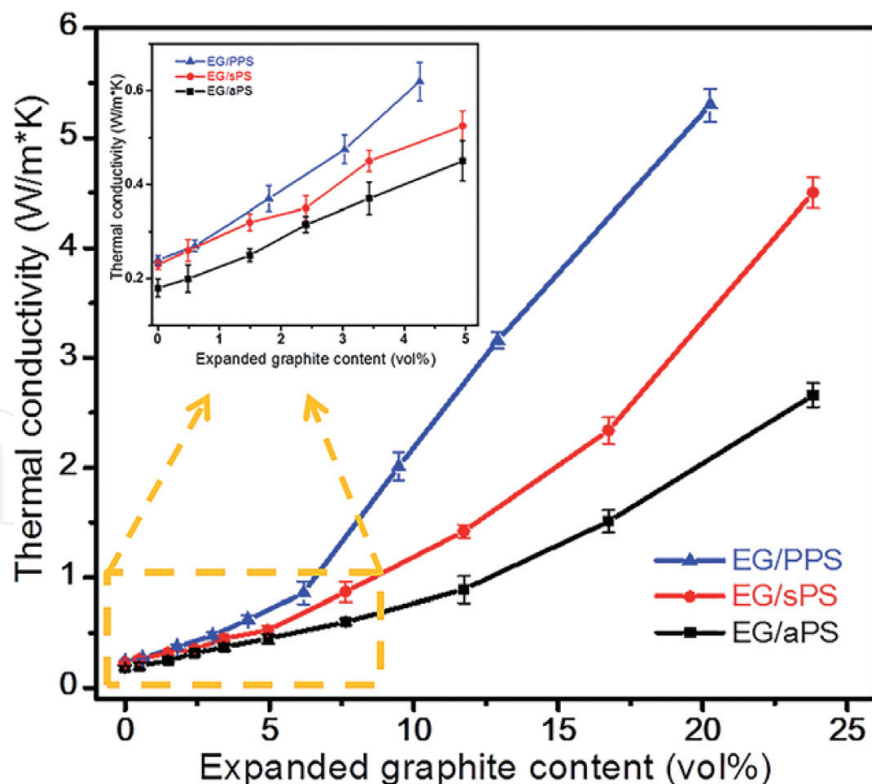 6
5
4
3
2
1
0
Thermal conductivity (W/m*K)
0 5 10 15 20 25
Expanded graphite content (vol%)
EG/PPS
EG/sPS
EG/aPS
EG/PPS
EG/sPS
EG/aPS
0.6
0.4
0.2
Thermal conductivity (W/m*K)
0 1 2 3 4 5
Expanded graphite content (vol%)